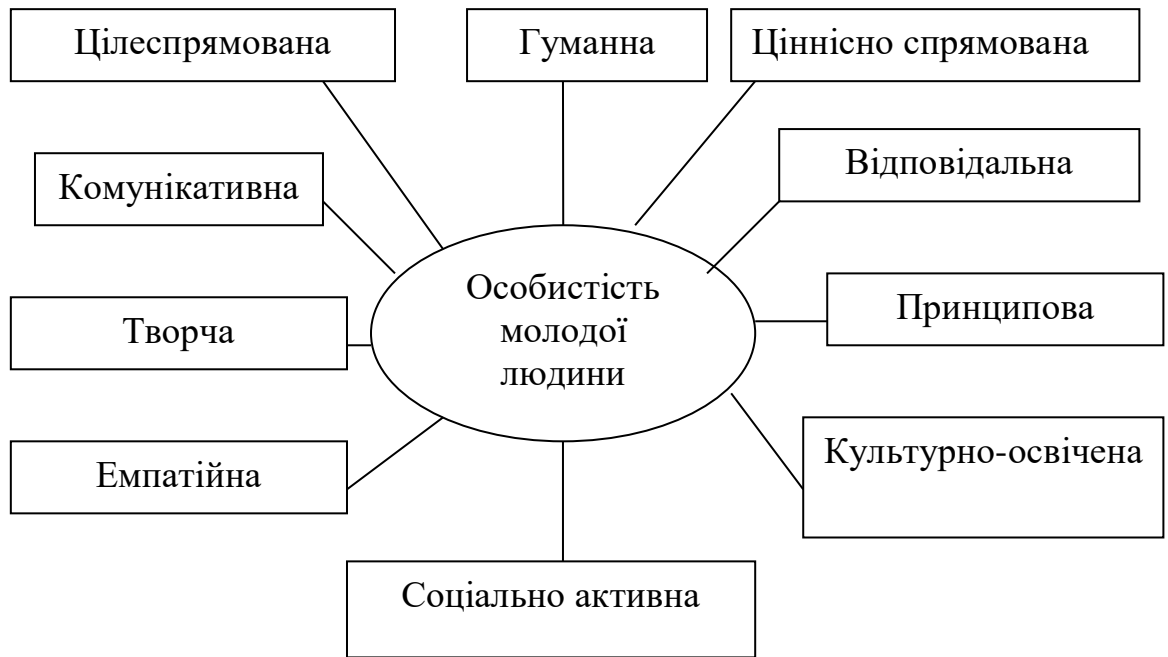 Цілеспрямована
Гуманна
Ціннісно спрямована
Комунікативна
Відповідальна
Особистість
молодої
людини
Творча
Принципова
Емпатійна
Культурно-освічена
Соціально активна